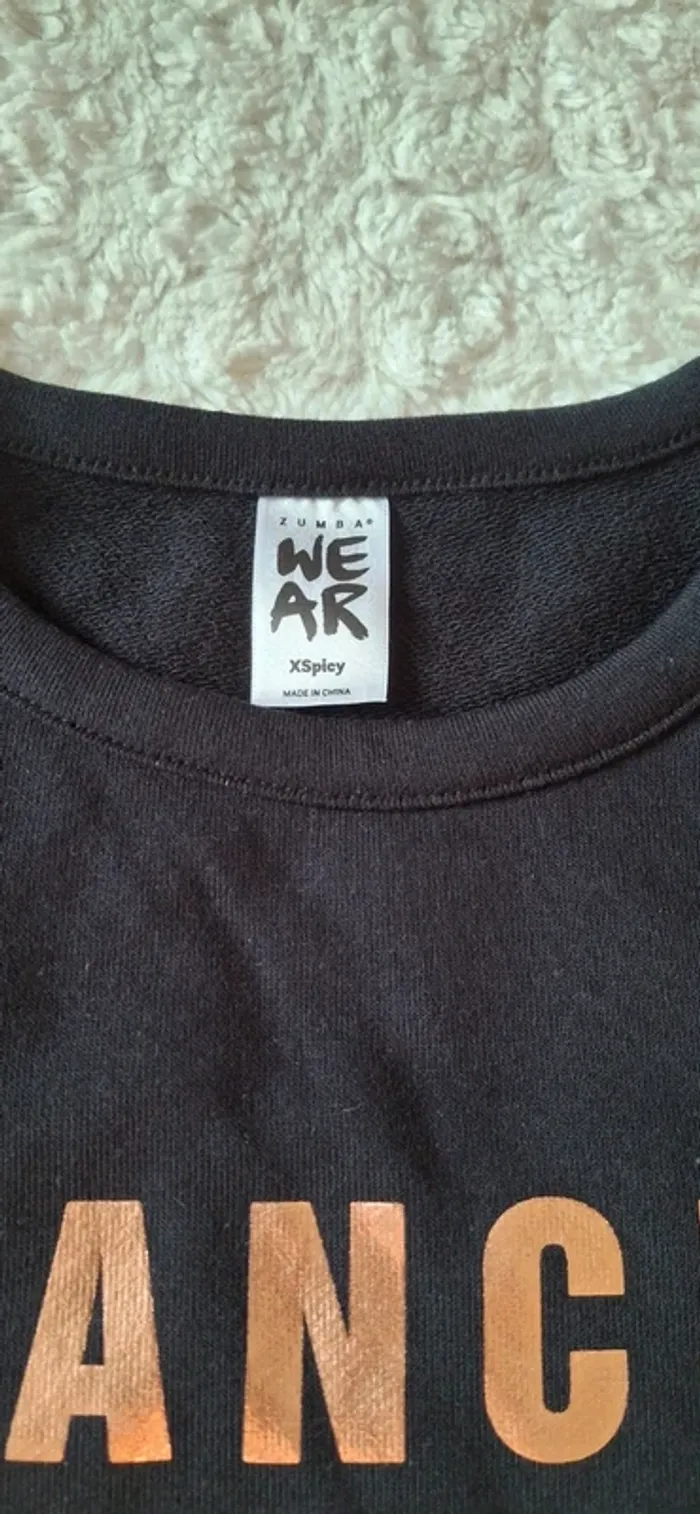 ZUMBA®
WE
AR
XSpicy
MADE IN CHINA
ANC